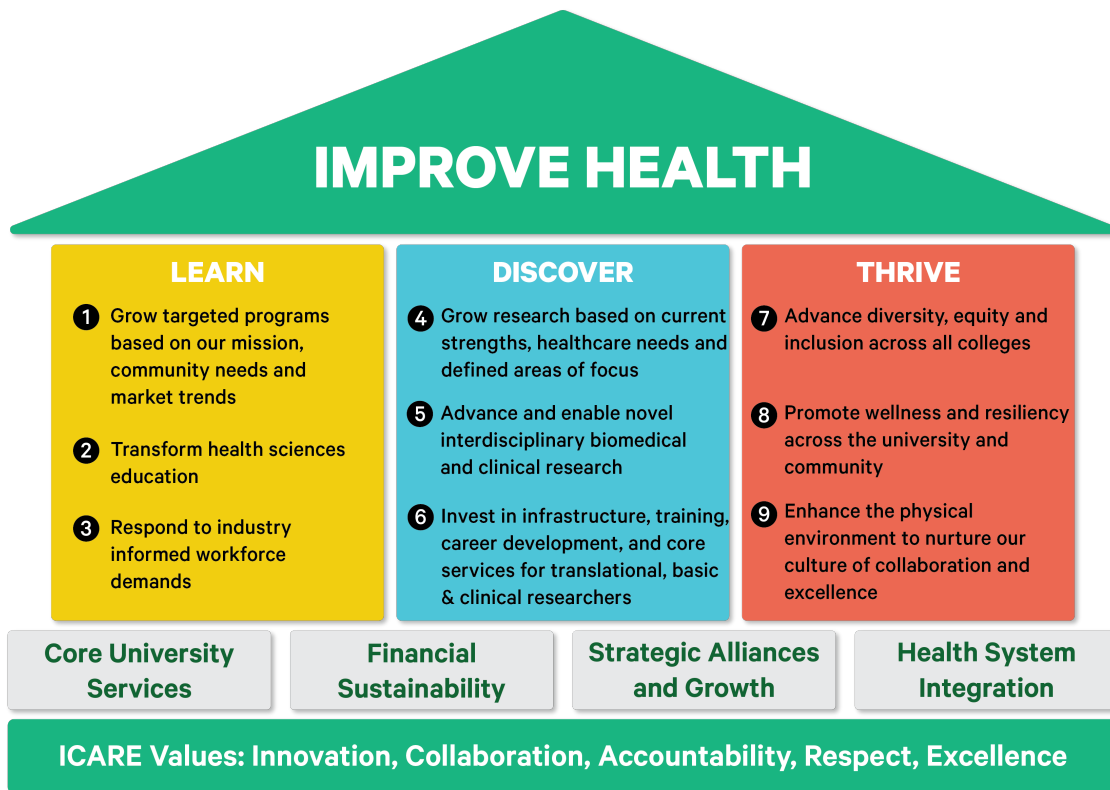 IMPROVE HEALTH
LEARN
1 Grow targeted programs
based on our mission,
community needs and
market trends
2 Transform health sciences
education
3 Respond to industry
informed workforce
demands
DISCOVER
4 Grow research based on current
strengths, healthcare needs and
defined areas of focus
5 Advance and enable novel
interdisciplinary biomedical
and clinical research
6 Invest in infrastructure, training,
career development, and core
services for translational, basic
& clinical researchers
THRIVE
7 Advance diversity, equity and
inclusion across all colleges
8 Promote wellness and resiliency
across the university and
community
9 Enhance the physical
environment to nurture our
culture of collaboration and
excellence
Core University
Services
Financial
Sustainability
Strategic Alliances
and Growth
Health System
Integration
ICARE Values: Innovation, Collaboration, Accountability, Respect, Excellence